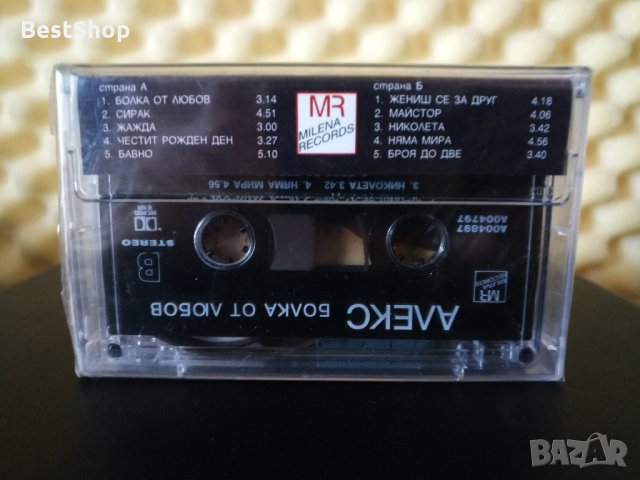 BestShop
страна А
1. БОЛКА ОТ ЛЮБОВ 3.14
2. СИРАК 4.51
3. ЖАЖДА 3.00
4. ЧЕСТИТ РОЖДЕН ДЕН 3.27
5. БАВНО 5.10
MR
MILENA RECORDS
страна Б
1. ЖЕНИШ СЕ ЗА ДРУГ 4.18
2. МАЙСТОР 4.06
3. НИКОЛЕТА 3.42
4. НЯМА МИРА 4.56
5. БРОЯ ДО ДВЕ 3.40
3. НИКОЛЕТА 3.42 4. НЯМА МИРА 4.56
A004897
A004797
STEREO
B
MR
MILENA RECORDS
АЛЕКС БОЛКА ОТ ЛЮБОВ
BAZAR